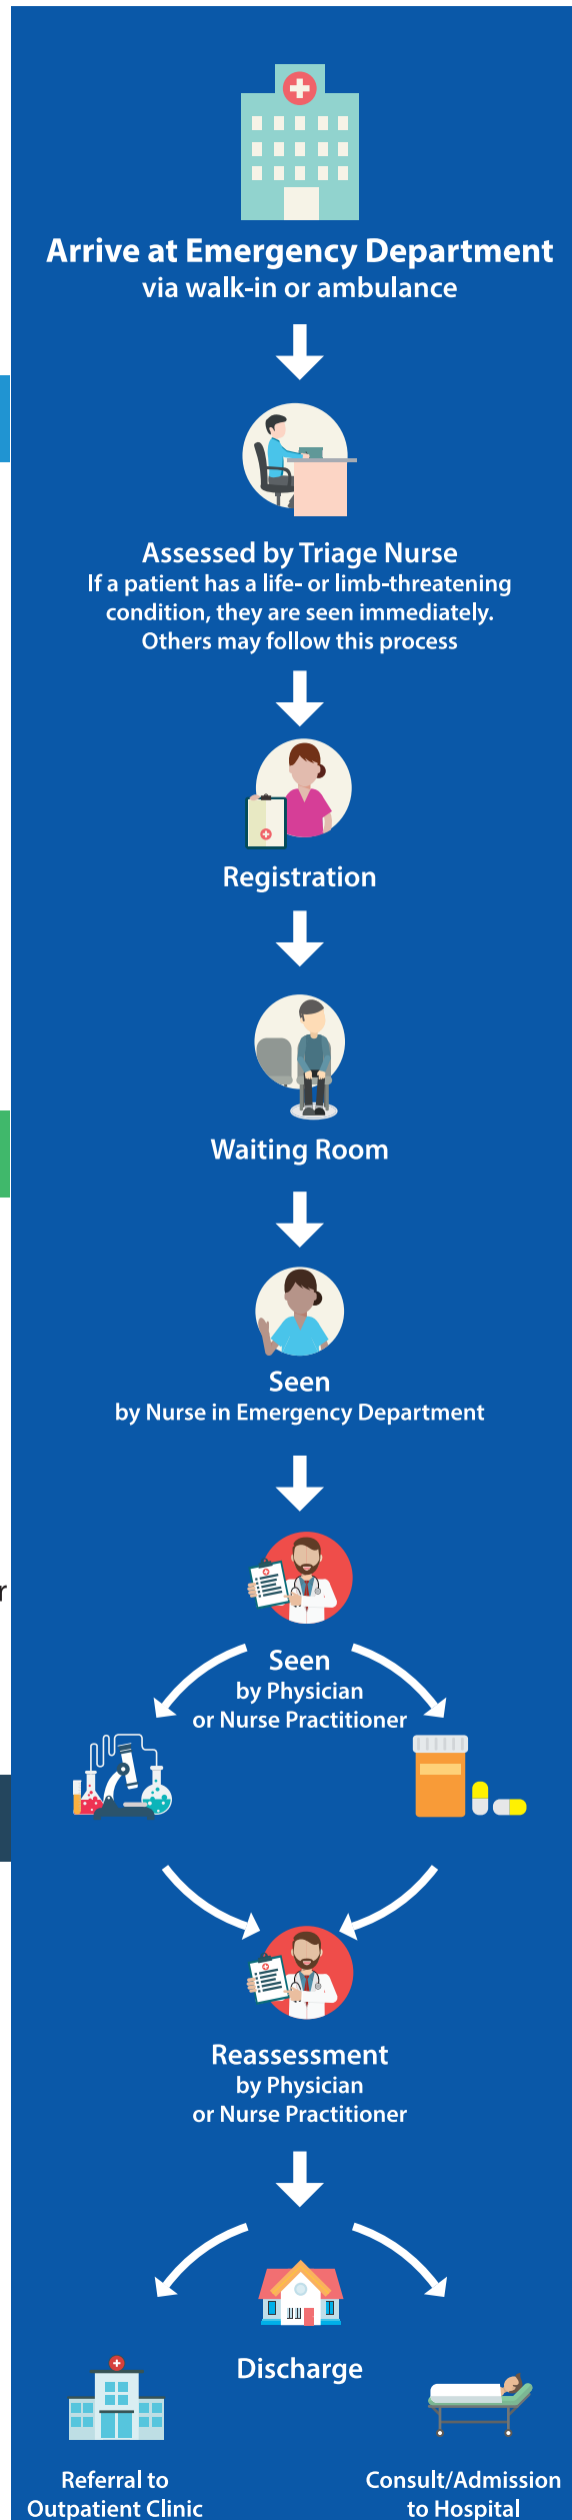 Arrive at Emergency Department
via walk-in or ambulance
Assessed by Triage Nurse
If a patient has a life- or limb-threatening
condition, they are seen immediately.
Others may follow this process
Registration
Waiting Room
Seen
by Nurse in Emergency Department
r
Seen
by Physician
or Nurse Practitioner
Reassessment
by Physician
or Nurse Practitioner
Discharge
Referral to
Outpatient Clinic
Consult/Admission
to Hospital